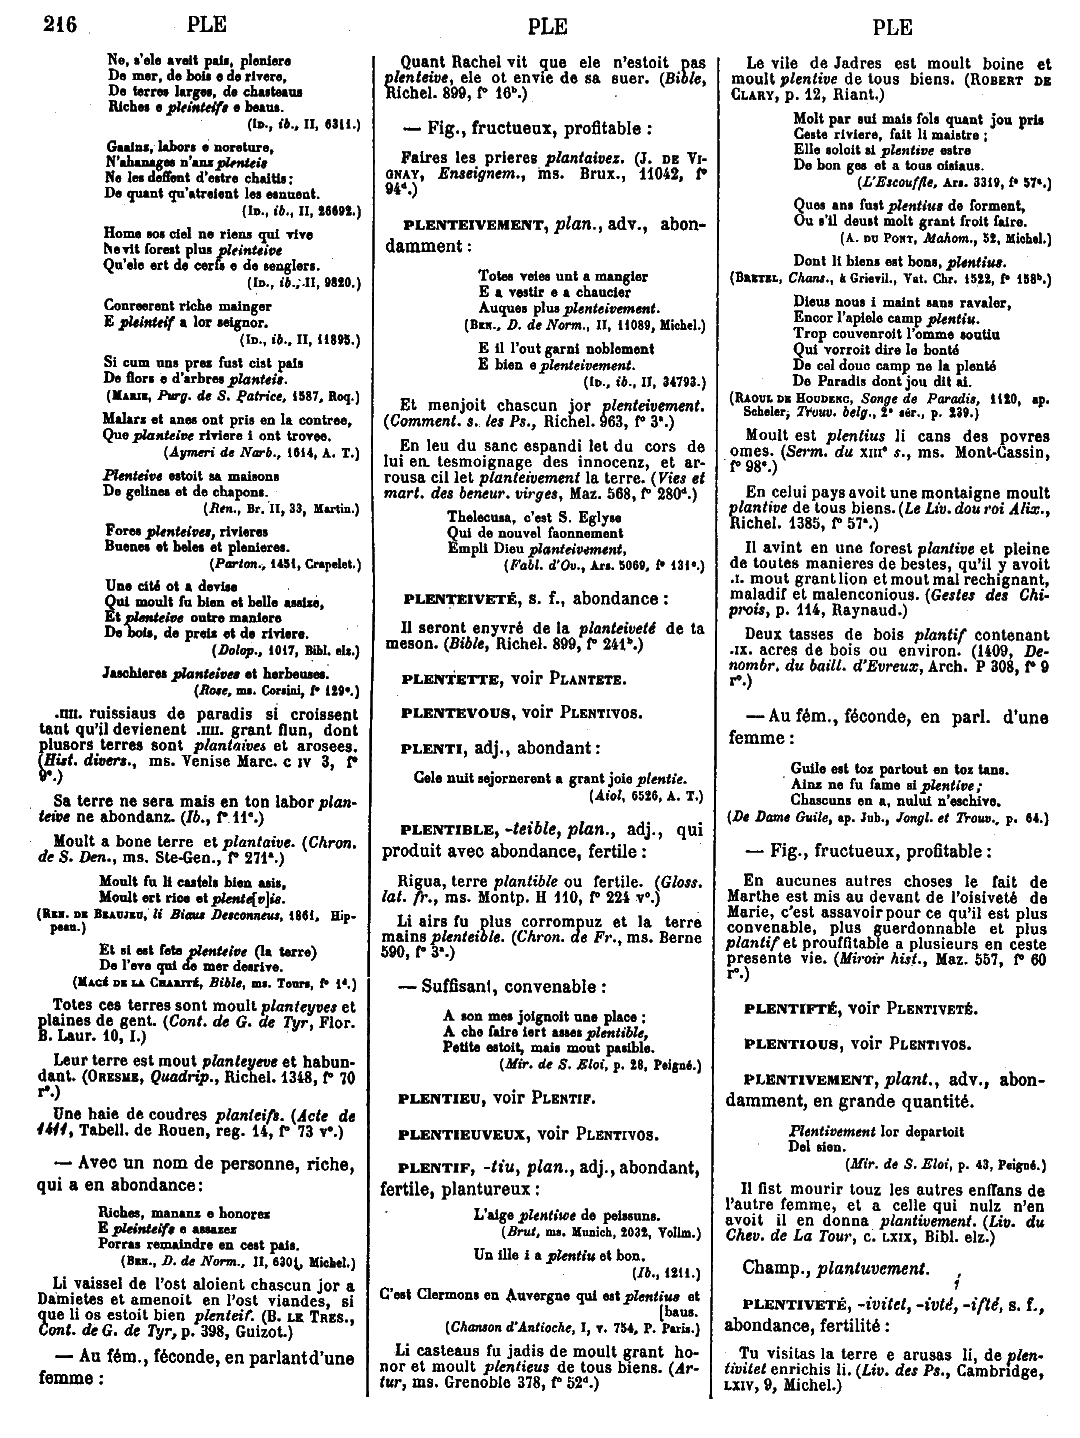 216 PLE PLE PLE
Ne, s'ele aveit pais, pleniere
De mer, de bois e de rivere,
De terres larges, de chasteaus
Riches e pleinteifs e beaus.
(ID., ib., II, 6311.)
Gaains, labors e noreture,
N'ahanages n'ans plenteis
Ne les deffent d'estre chaitis;
De quant qu'atreient les esnuent.
(ID., ib., II, 26692.)
Home sos ciel ne riens qui vive
Ne vit forest plus pleinteive
Qu'ele ert de cerfs e de senglers.
(ID., ib., II, 9820.)
Conreerent riche mainger
E pleinteif a lor seignor.
(ID., ib., II, 11895.)
Si cum uns prez fust cist pais
De flors e d'arbres planteis.
(MARIE, Purg. de S. Patrice, 1587, Roq.)
Malarz et anes ont pris en la contree,
Que planteive riviere i ont trovee.
(Aymeri de Narb., 1614, A. T.)
Plenteive estoit sa maisons
De gelines et de chapons.
(Ren., Br. II, 33, Martin.)
Fores plenteives, rivieres
Buenes et beles et plenieres.
(Parton., 1451, Crapelet.)
Une cité ot a devise
Qui moult fu bien et belle assize,
Et plenteive outre maniere
De bois, de preiz et de riviere.
(Dolop., 1017, Bibl. elz.)
Jaschieres planteives et herbeuses.
(Rose, ms. Corsini, f° 129ᵉ.)
.IIII. ruissiaus de paradis si croissent
tant qu'il devienent .IIII. grant flun, dont
plusors terres sont plantaives et arosees.
(Hist. divers., ms. Venise Marc. C IV 3, f°
9ᵉ.)
Sa terre ne sera mais en ton labor plan-
teive ne abondanz. (Ib., f° 11ᵉ.)
Moult a bone terre et plantaive. (Chron.
de S. Den., ms. Ste-Gen., f° 271ᵃ.)
Moult fu li castels bien asis,
Moult ert rice et plente[v]is.
(REN. DE BEAUJEU, li Biaus Desconneus, 1861, Hip-
peau.)
Et si est fete plenteive (la terre)
De l'eve qui de mer desrive.
(MACÉ DE LA CHARITÉ, Bible, ms. Tours, f° 1ᵈ.)
Totes ces terres sont moult planteyves et
plaines de gent. (Cont. de G. de Tyr, Flor.
B. Laur. 10, I.)
Leur terre est mout planteyeve et habun-
dant. (ORESME, Quadrip., Richel. 1348, f° 70
r°.)
Une haie de coudres planteifs. (Acte de
1411, Tabell. de Rouen, reg. 14, f° 73 v°.)
— Avec un nom de personne, riche,
qui a en abondance:
Riches, mananz e honorez
E pleinteifs e assazez
Porras remaindre en cest pais.
(BEN., D. de Norm., II, 6301, Michel.)
Li vaissel de l'ost aloient chascun jor a
Damietes et amenoit en l'ost viandes, si
que li os estoit bien plenteif. (B. LE TRES.,
Cont. de G. de Tyr, p. 398, Guizot.)
— Au fém., féconde, en parlant d'une
femme :
Quant Rachel vit que ele n'estoit pas
plenteive, ele ot envie de sa suer. (Bible,
Richel. 899, f° 16ᵇ.)
— Fig., fructueux, profitable :
Faires les prieres plantaivez. (J. DE VI-
GNAY, Enseignem., ms. Brux., 11042, f°
94ᵈ.)
PLENTEIVEMENT, plan., adv., abon-
damment :
Totes veies unt a mangier
E a vestir e a chaucier
Auques plus plenteivement.
(BEN., D. de Norm., II, 11089, Michel.)
E il l'out garni noblement
E bien e plenteivement.
(ID., ib., II, 34793.)
Et menjoit chascun jor plenteivement.
(Comment. s. les Ps., Richel. 963, f° 3ᵉ.)
En leu du sanc espandi let du cors de
lui en tesmoignage des innocenz, et ar-
rousa cil let planteivement la terre. (Vies et
mart. des beneur. virges, Maz. 568, f° 280ᵈ.)
Thelecusa, c'est S. Eglyse
Qui de nouvel faonnement
Empli Dieu planteivement,
(Fabl. d'Ov., Ars. 5069, f° 131ᵉ.)
PLENTEIVETÉ, s. f., abondance :
Il seront enyvré de la planteiveté de ta
meson. (Bible, Richel. 899, f° 241ᵇ.)
PLENTETTE, voir PLANTETE.
PLENTEVOUS, voir PLENTIVOS.
PLENTI, adj., abondant :
Cele nuit sejornerent a grant joie plentie.
(Aiol, 6526, A. T.)
PLENTIBLE, -teible, plan., adj., qui
produit avec abondance, fertile :
Rigua, terre plantible ou fertile. (Gloss.
lat. fr., ms. Montp. H 110, f° 221 v°.)
Li airs fu plus corrompuz et la terre
mains plenteible. (Chron. de Fr., ms. Berne
590, f° 3ᵃ.)
— Suffisant, convenable :
A son mes joignoit une place ;
A che faire iert asses plentible,
Petite estoit, mais mout pasible.
(Mir. de S. Eloi, p. 28, Peigné.)
PLENTIEU, voir PLENTIF.
PLENTIEUVEUX, voir PLENTIVOS.
PLENTIF, -tiu, plan., adj., abondant,
fertile, plantureux :
L'aige plentiwe de peissuns.
(Brut, ms. Munich, 2032, Vollm.)
Un ille i a plentiu et bon.
(Ib., 1211.)
C'est Clermons en Auvergne qui est plentius et
[baus.
(Chanson d'Antioche, I, v. 754, P. Paris.)
Li casteaus fu jadis de moult grant ho-
nor et moult plentieus de tous biens. (Ar-
tur, ms. Grenoble 378, f° 52ᵈ.)
Le vile de Jadres est moult boine et
moult plentive de tous biens. (ROBERT DE
CLARY, p. 12, Riant.)
Molt par sui mais fols quant jou pris
Ceste riviere, fait li maistre ;
Elle soloit si plentive estre
De bon ges et a tous oisiaus.
(L'Escouffle, Ars. 3319, f° 57ᵉ.)
Ques ans fust plentius de forment,
Ou s'il deust molt grant froit faire.
(A. DU PONT, Mahom., 52, Michel.)
Dont li biens est bons, plentius.
(BRETEL, Chans., à Grievil., Vat. Chr. 1522, f° 158ᵇ.)
Dieus nous i maint sans ravaler,
Encor l'apiele camp plentiu.
Trop couvenroit l'omme soutiu
Qui vorroit dire le bonté
De cel douc camp ne la plenté
De Paradis dont jou dit ai.
(RAOUL DE HOUDENC, Songe de Paradis, 1120, ap.
Scheler, Trouv. belg., 2ᵉ sér., p. 239.)
Moult est plentius li cans des povres
omes. (Serm. du XIIIᵉ s., ms. Mont-Cassin,
f° 98ᵉ.)
En celui pays avoit une montaigne moult
plantive de tous biens. (Le Liv. dou roi Alix.,
Richel. 1385, f° 57ᵃ.)
Il avint en une forest plantive et pleine
de toutes manieres de bestes, qu'il y avoit
.I. mout grant lion et mout mal rechignant,
maladif et malenconious. (Gestes des Chi-
prois, p. 114, Raynaud.)
Deux tasses de bois plantif contenant
.IX. acres de bois ou environ. (1409, De-
nombr. du baill. d'Evreux, Arch. P 308, f° 9
r°.)
— Au fém., féconde, en parl. d'une
femme :
Guile est toz partout en toz tans.
Ainz ne fu fame si plentive ;
Chascuns en a, nului n'eschive.
(De Dame Guile, ap. Jub., Jongl. et Trouv., p. 64.)
— Fig., fructueux, profitable :
En aucunes autres choses le fait de
Marthe est mis au devant de l'oisiveté de
Marie, c'est assavoir pour ce qu'il est plus
convenable, plus guerdonnable et plus
plantif et prouffitable a plusieurs en ceste
presente vie. (Miroir hist., Maz. 557, f° 60
r°.)
PLENTIFTÉ, voir PLENTIVETÉ.
PLENTIOUS, voir PLENTIVOS.
PLENTIVEMENT, plant., adv., abon-
damment, en grande quantité.
Plentivement lor departoit
Del sien.
(Mir. de S. Eloi, p. 43, Peigné.)
Il fist mourir touz les autres enffans de
l'autre femme, et a celle qui nulz n'en
avoit il en donna plantivement. (Liv. du
Chev. de La Tour, c. LXIX, Bibl. elz.)
Champ., plantuvement.
PLENTIVETÉ, -ivitet, -ivté, -ifté, s. f.,
abondance, fertilité :
Tu visitas la terre e arusas li, de plen-
tivitet enrichis li. (Liv. des Ps., Cambridge,
LXIV, 9, Michel.)